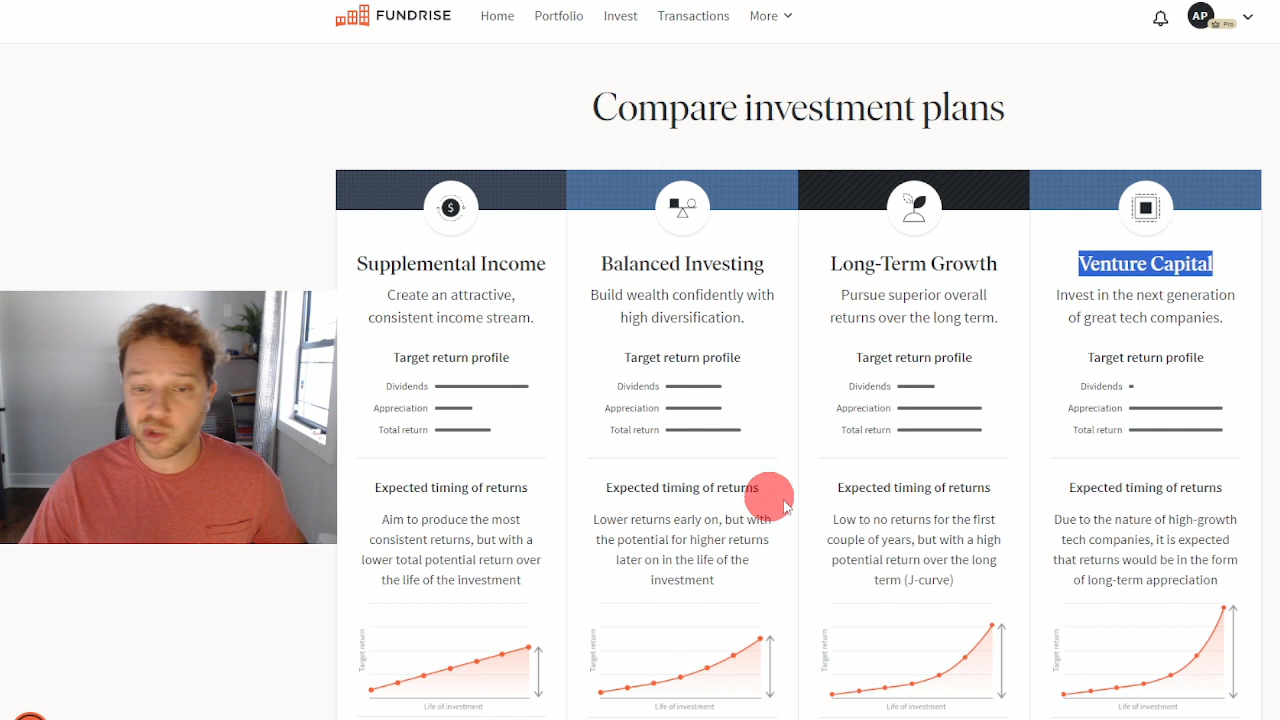 FUNDRISE
Home
Portfolio
Invest
Transactions
More
AP
Pro
Compare investment plans
$
Supplemental Income
Create an attractive,
consistent income stream.
Target return profile
Dividends
Appreciation
Total return
Expected timing of returns
Aim to produce the most
consistent returns, but with a
lower total potential return over
the life of the investment
Target return
Life of investment
Balanced Investing
Build wealth confidently with
high diversification.
Target return profile
Dividends
Appreciation
Total return
Expected timing of returns
Lower returns early on, but with
the potential for higher returns
later on in the life of the
investment
Target return
Life of investment
Long-Term Growth
Pursue superior overall
returns over the long term.
Target return profile
Dividends
Appreciation
Total return
Expected timing of returns
Low to no returns for the first
couple of years, but with a high
potential return over the long
term (J-curve)
Target return
Life of investment
Venture Capital
Invest in the next generation
of great tech companies.
Target return profile
Dividends
Appreciation
Total return
Expected timing of returns
Due to the nature of high-growth
tech companies, it is expected
that returns would be in the form
of long-term appreciation
Target return
Life of investment